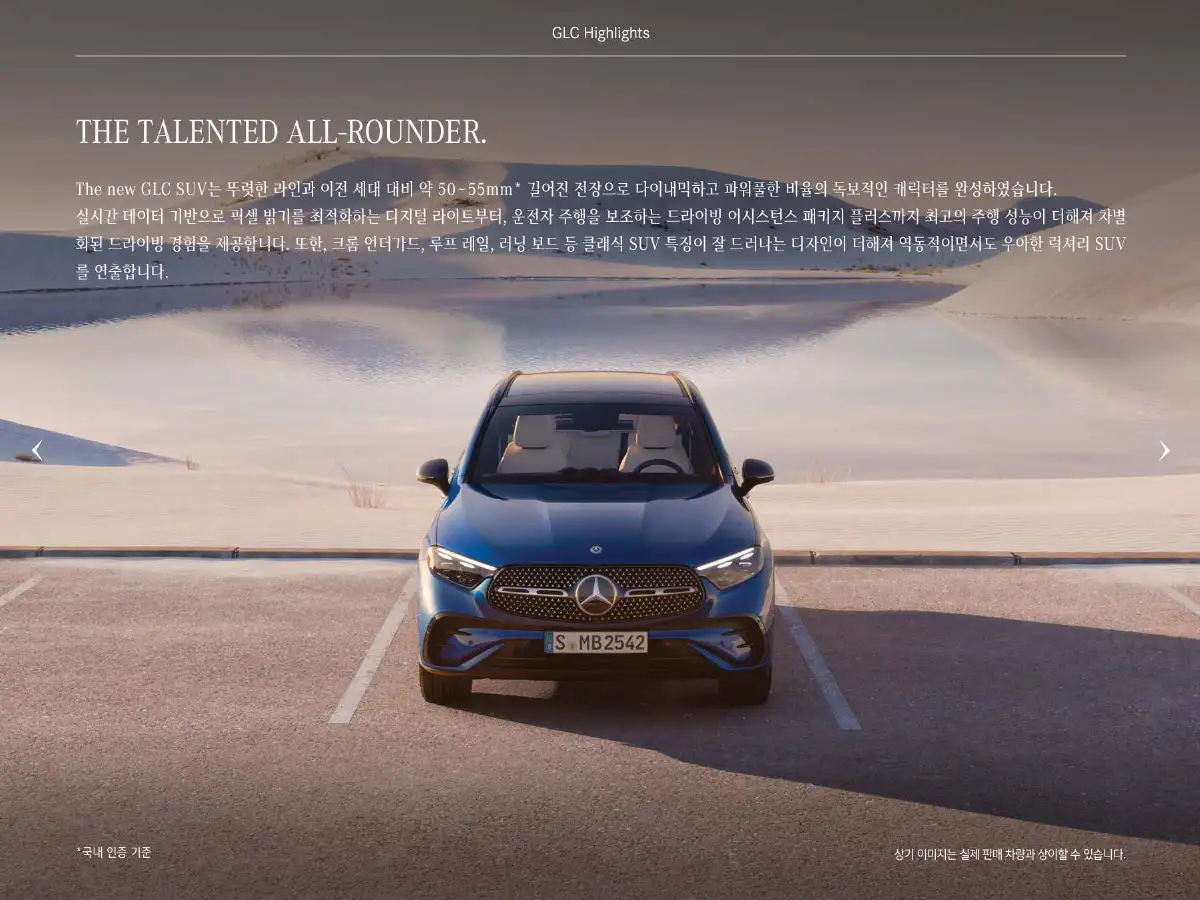 GLC Highlights
THE TALENTED ALL-ROUNDER.
The new GLC SUV는 뚜렷한 라인과 이전 세대 대비 약 50~55mm* 길어진 전장으로 다이내믹하고 파워풀한 비율의 독보적인 캐릭터를 완성하였습니다.
실시간 데이터 기반으로 픽셀 밝기를 최적화하는 디지털 라이트부터, 운전자 주행을 보조하는 드라이빙 어시스턴스 패키지 플러스까지 최고의 주행 성능이 더해져 차별
화된 드라이빙 경험을 제공합니다. 또한, 크롬 언더가드, 루프 레일, 러닝 보드 등 클래식 SUV 특징이 잘 드러나는 디자인이 더해져 역동적이면서도 우아한 럭셔리 SUV
를 연출합니다.
S MB2542
*국내 인증 기준
상기 이미지는 실제 판매 차량과 상이할 수 있습니다.